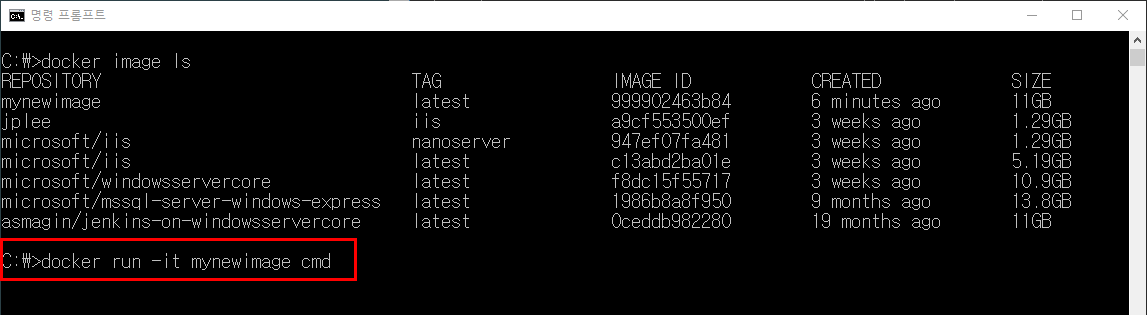 명령 프롬프트
C:\>docker image ls
REPOSITORY TAG IMAGE ID CREATED SIZE
mynewimage latest 999902463b84 6 minutes ago 11GB
jplee iis a9cf553500ef 3 weeks ago 1.29GB
microsoft/iis nanoserver 947ef07fa481 3 weeks ago 1.29GB
microsoft/iis latest c13abd2ba01e 3 weeks ago 5.19GB
microsoft/windowsservercore latest f8dc15f55717 3 weeks ago 10.9GB
microsoft/mssql-server-windows-express latest 1986b8a8f950 9 months ago 13.8GB
asmagin/jenkins-on-windowsservercore latest 0ceddb982280 19 months ago 11GB
C:\>docker run -it mynewimage cmd